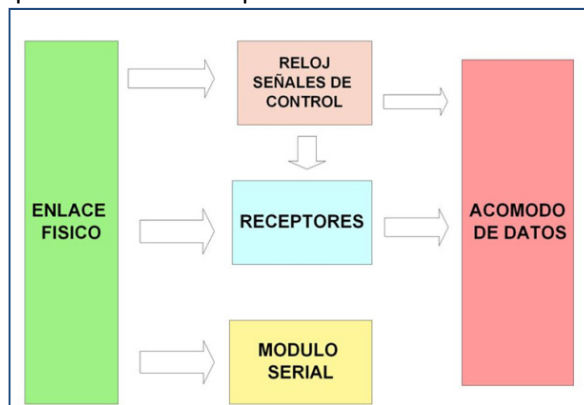 RELOJ
SEÑALES DE
CONTROL
ENLACE
FISICO
RECEPTORES
ACOMODO
DE DATOS
MODULO
SERIAL